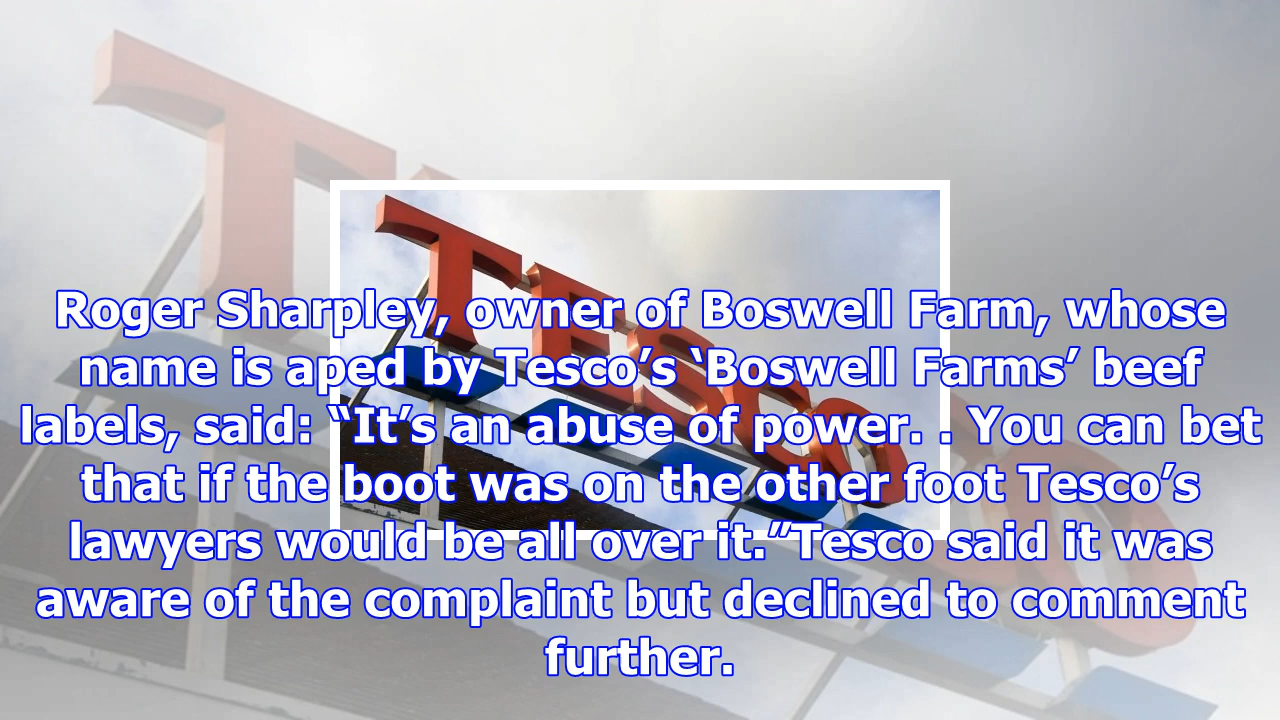 TESCO
Roger Sharpley, owner of Boswell Farm, whose
name is aped by Tesco’s ‘Boswell Farms’ beef
labels, said: “It’s an abuse of power. . You can bet
that if the boot was on the other foot Tesco’s
lawyers would be all over it.”Tesco said it was
aware of the complaint but declined to comment
further.